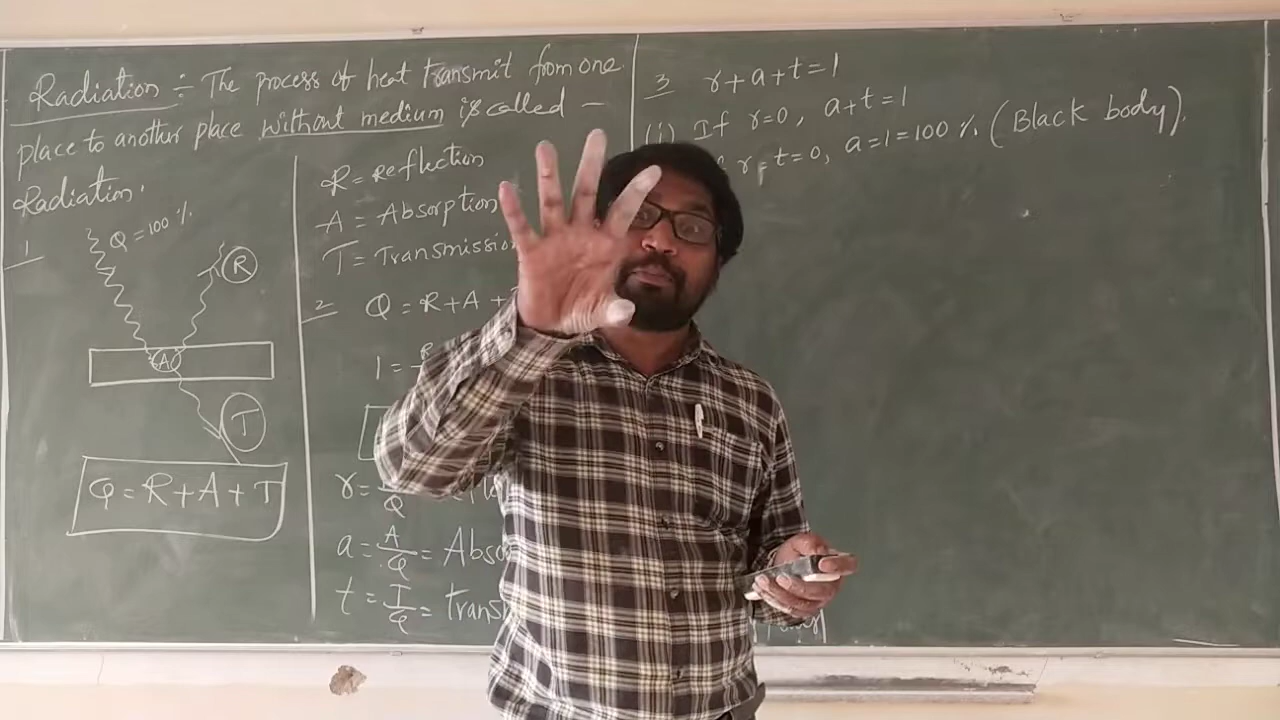 Radiation ÷ The process of heat transmit from one
place to another place without medium is called —
Radiation.
1
Q = 100 %
R
A
T
Q = R + A + T
R = Reflection
A = Absorption
T = Transmission
2 Q = R + A +
1 = R
r = Q
a = A/Q = Abso
t = T/Q = trans
3 r + a + t = 1
(i) If r = 0, a + t = 1
r = t = 0, a = 1 = 100 % (Black body).